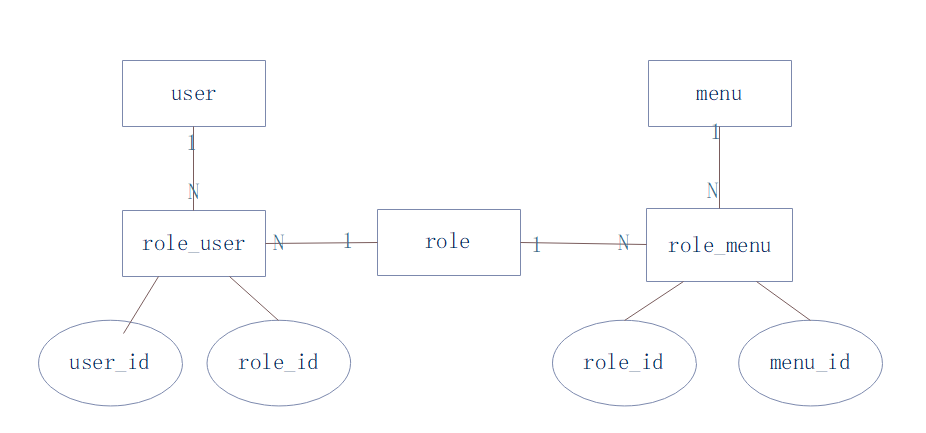 user
menu
1
1
N
N
role_user
N
1
role
1
N
role_menu
user_id
role_id
role_id
menu_id